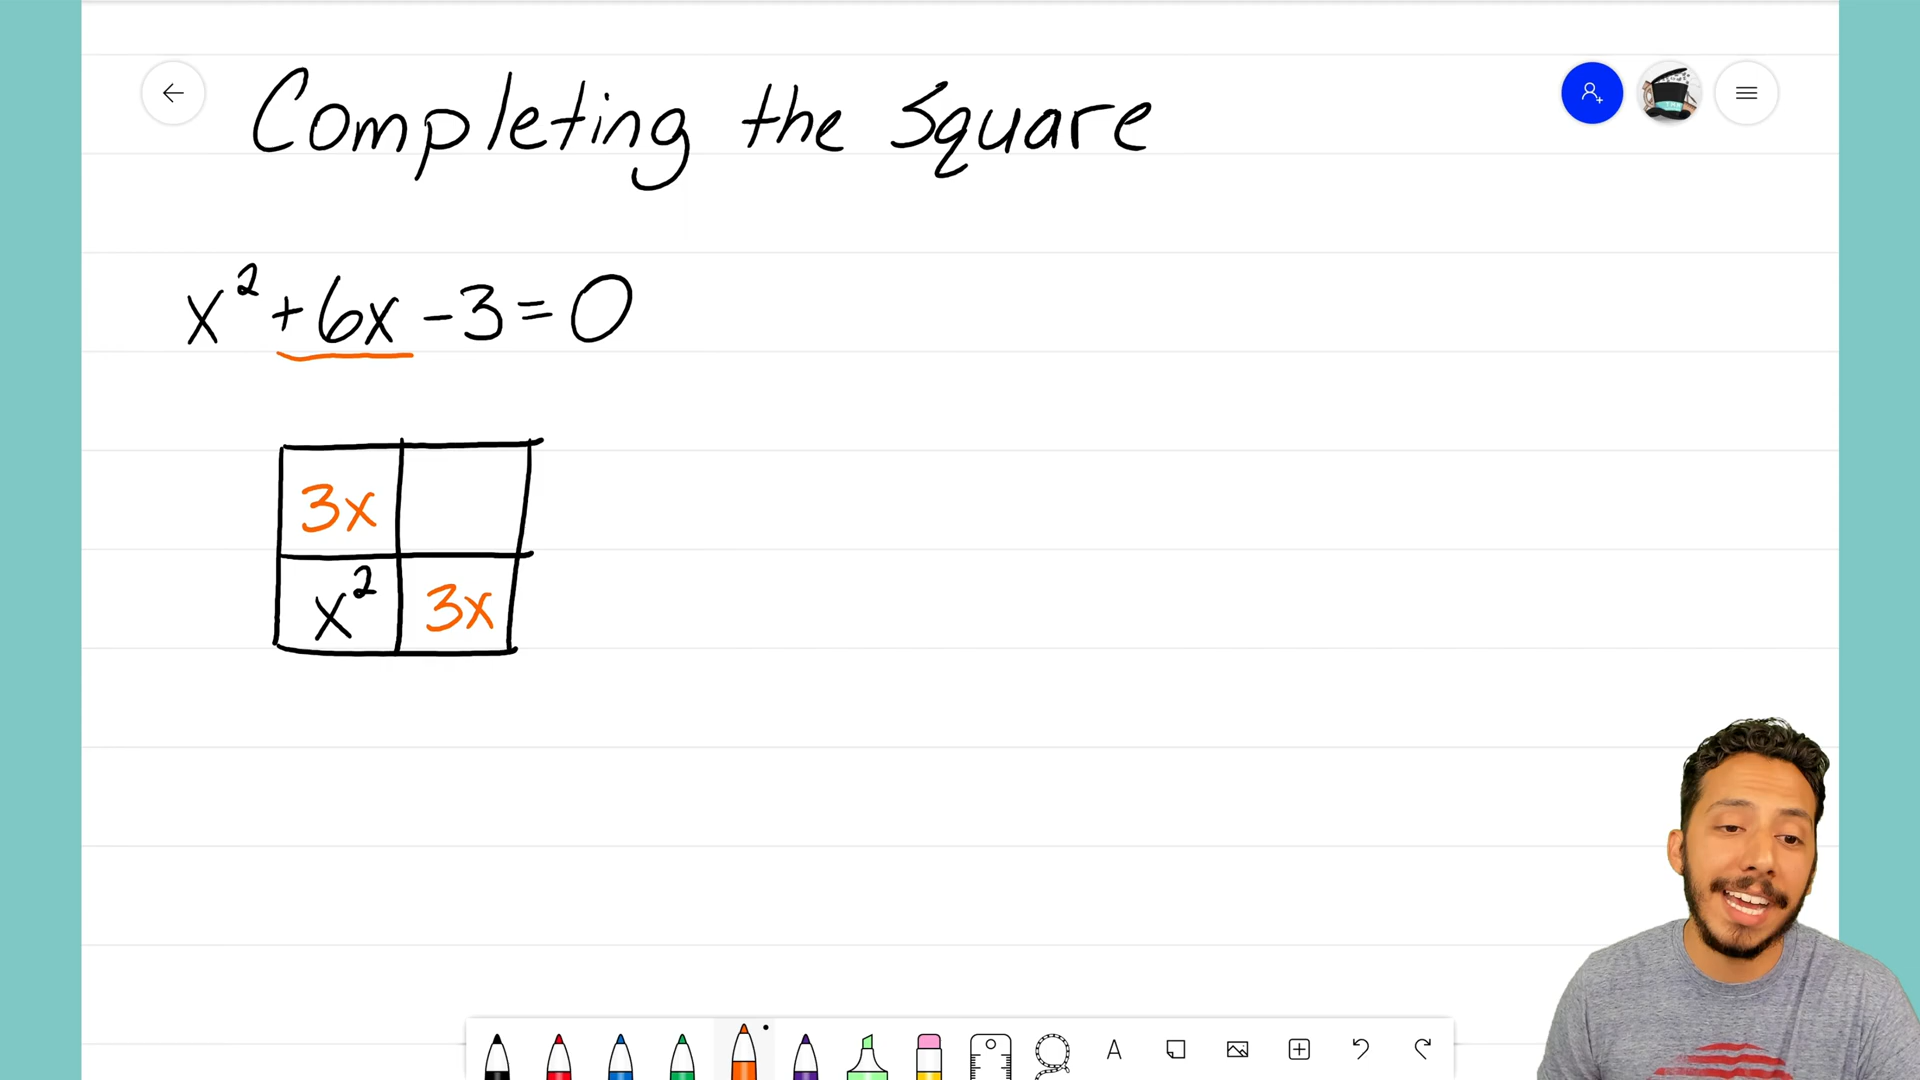 Completing the Square
x² + 6x - 3 = 0
3x
x² 3x
A